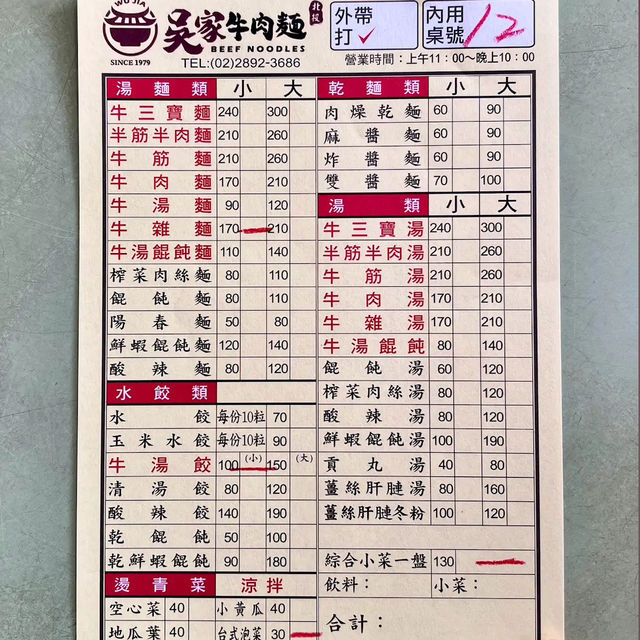 WU JIA
SINCE 1979
吳家牛肉麵 北投
BEEF NOODLES
TEL:(02)2892-3686
外帶
打✓
內用
桌號 12
營業時間：上午11：00～晚上10：00
湯麵類 小 大
牛三寶麵 240 300
半筋半肉麵 210 260
牛筋麵 210 260
牛肉麵 170 210
牛湯麵 90 110
牛雜麵 170 210
牛湯餛飩麵 110 140
榨菜肉絲麵 80 110
餛飩麵 80 110
陽春麵 50 80
鮮蝦餛飩麵 120 140
酸辣麵 80 120
水餃類
水餃 每份10粒 70
玉米水餃 每份10粒 90
牛湯餃 100 (小) 150 (大)
清湯餃 80 120
酸辣餃 90 140
乾餛飩 50 100
乾鮮蝦餛飩 90 180
燙青菜 涼拌
空心菜 40 小黃瓜 40
地瓜葉 40 台式泡菜 30
乾麵類 小 大
肉燥乾麵 60 90
麻醬麵 60 90
炸醬麵 60 90
雙醬麵 70 100
湯類 小 大
牛三寶湯 240 300
半筋半肉湯 210 260
牛筋湯 210 260
牛肉湯 170 210
牛雜湯 170 210
牛湯餛飩 80 140
餛飩湯 60 120
榨菜肉絲湯 80 120
酸辣湯 80 120
鮮蝦餛飩湯 100 190
貢丸湯 40 80
薑絲肝腱湯 80 160
薑絲肝腱冬粉 100 120
綜合小菜一盤 130
飲料： 小菜：
合計：